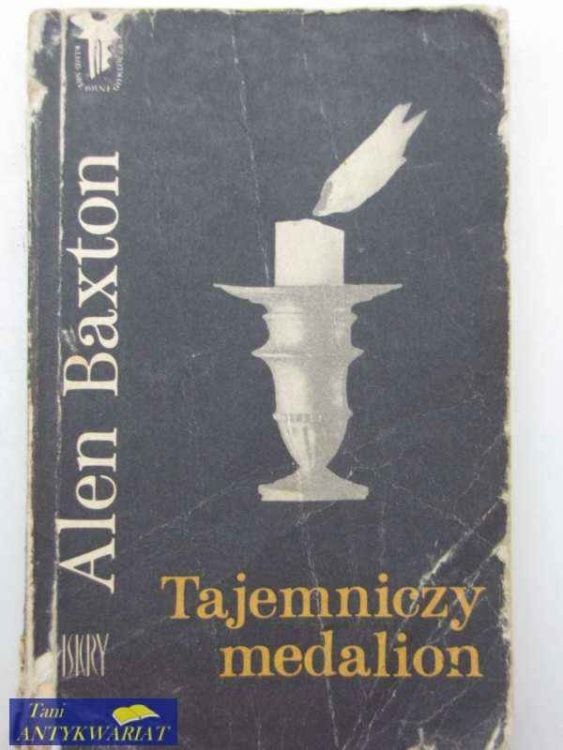 Alen Baxton
Tajemniczy
medalion
ISKRY
Tani
ANTYKWARIAT